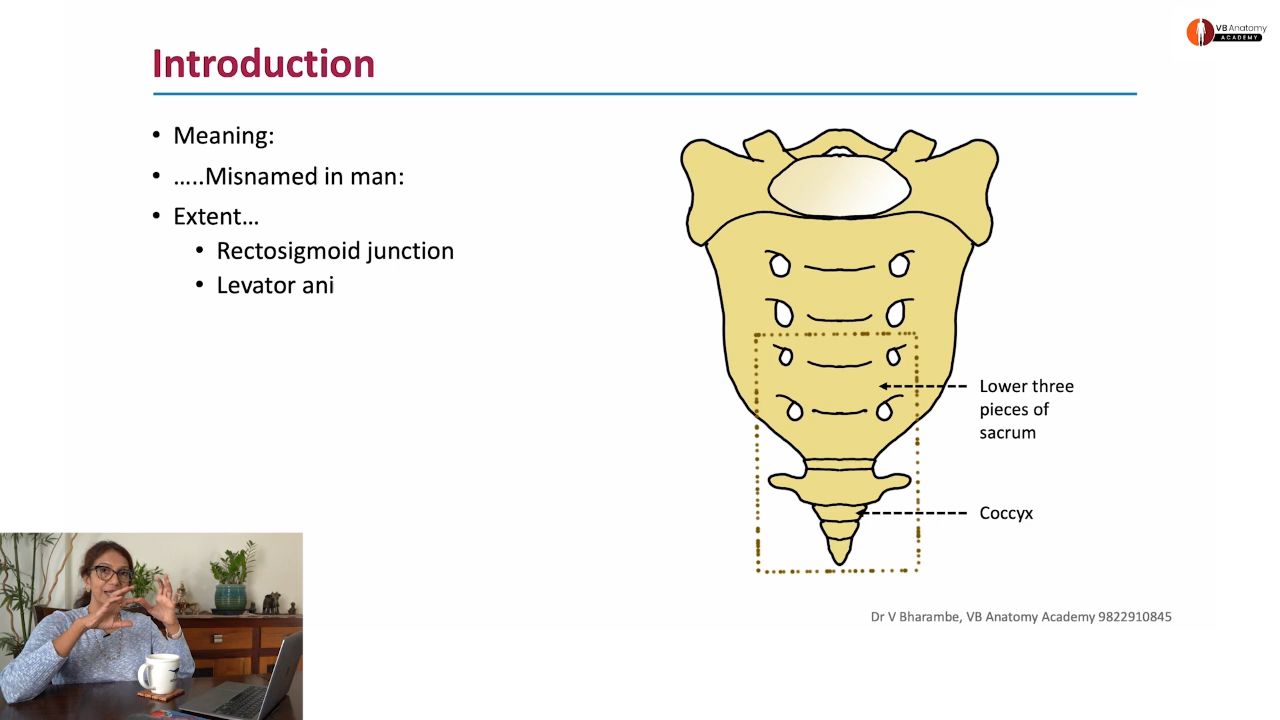 VB Anatomy
ACADEMY
Introduction
• Meaning:
• …..Misnamed in man:
• Extent…
• Rectosigmoid junction
• Levator ani
Lower three
pieces of
sacrum
Coccyx
Dr V Bharambe, VB Anatomy Academy 9822910845